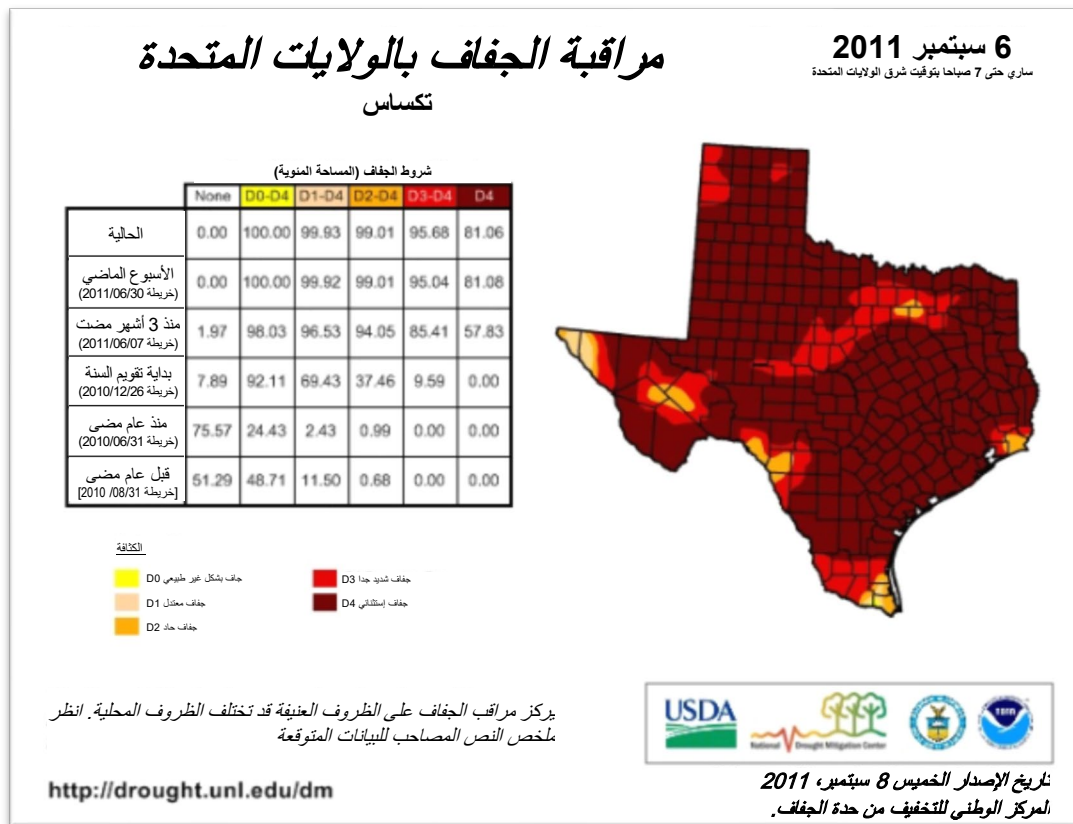 مراقبة الجفاف بالولايات المتحدة
تكساس
6 سبتمبر 2011
ساري حتى 7 صباحا بتوقيت شرق الولايات المتحدة
شروط الجفاف (المساحة المئوية)
None D0-D4 D1-D4 D2-D4 D3-D4 D4
الحالية 0.00 100.00 99.93 99.01 95.68 81.06
الأسبوع الماضي
(خريطة 2011/06/30) 0.00 100.00 99.92 99.01 95.04 81.08
منذ 3 أشهر مضت
(خريطة 2011/06/07) 1.97 98.03 96.53 94.05 85.41 57.83
بداية تقويم السنة
(خريطة 2010/12/26) 7.89 92.11 69.43 37.46 9.59 0.00
منذ عام مضى
(خريطة 2010/06/31) 75.57 24.43 2.43 0.99 0.00 0.00
قبل عام مضى
[خريطة 08/31/ 2010] 51.29 48.71 11.50 0.68 0.00 0.00
الكثافة
D0 جاف بشكل غير طبيعي
D1 جفاف معتدل
D2 جفاف حاد
D3 جفاف شديد جدا
D4 جفاف إستثنائي
يركز مراقب الجفاف على الظروف العنيفة قد تختلف الظروف المحلية. انظر
ملخص النص المصاحب للبيانات المتوقعة
http://drought.unl.edu/dm
USDA
National Drought Mitigation Center
تاريخ الإصدار الخميس 8 سبتمبر، 2011
المركز الوطني للتخفيف من حدة الجفاف.